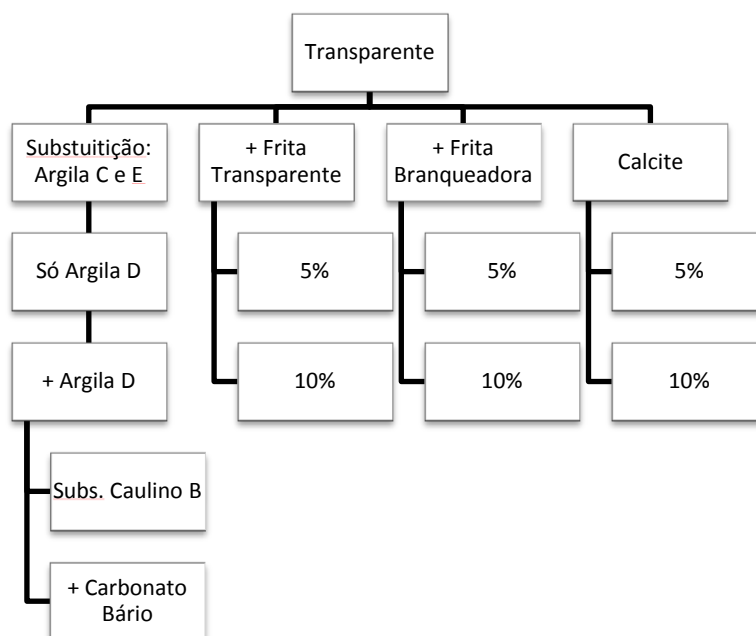 Transparente
Substuitição:
Argila C e E
Só Argila D
+ Argila D
Subs. Caulino B
+ Carbonato
Bário
+ Frita
Transparente
5%
10%
+ Frita
Branqueadora
5%
10%
Calcite
5%
10%